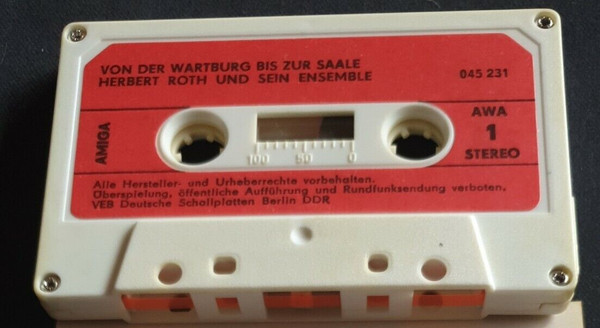 VON DER WARTBURG BIS ZUR SAALE
HERBERT ROTH UND SEIN ENSEMBLE
045 231
AMIGA
AWA
1
STEREO
100 50 0
Alle Hersteller- und Urheberrechte vorbehalten.
Überspielung, öffentliche Aufführung und Rundfunksendung verboten.
VEB Deutsche Schallplatten Berlin DDR